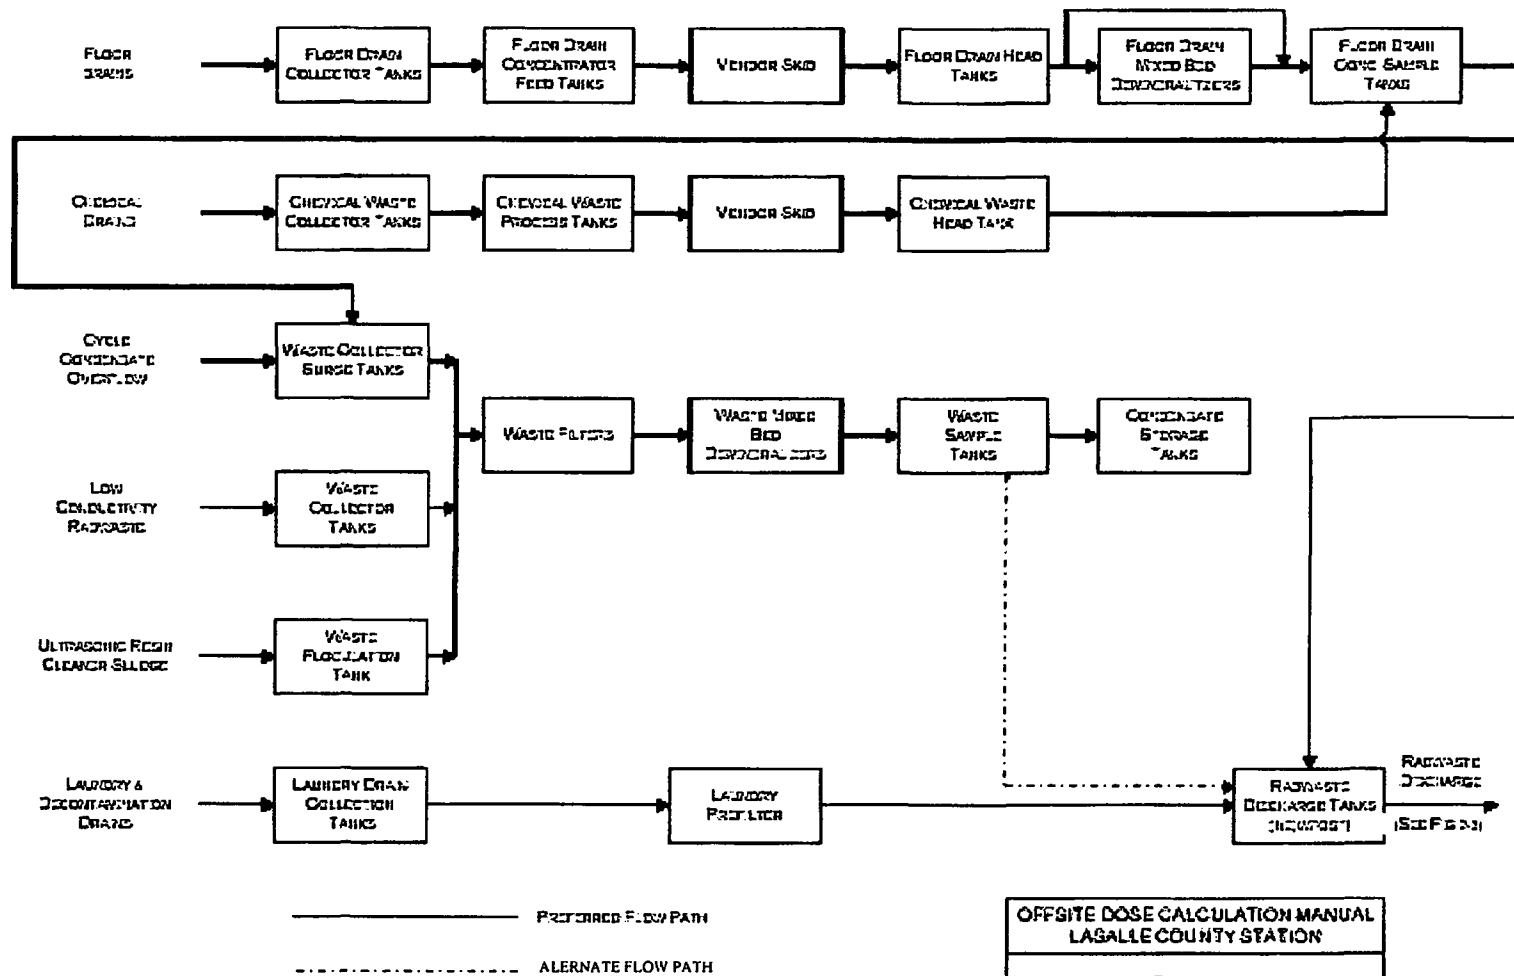 FLOOR
DRAINS
FLOOR DRAIN
COLLECTOR TANKS
FLOOR DRAIN
CONCENTRATOR
FEED TANKS
VENDOR SKID
FLOOR DRAIN HEAD
TANKS
FLOOR DRAIN
MIXED BED
DEMINERALIZERS
FLOOR DRAIN
CONC SAMPLE
TANKS
CHEMICAL
DRAINS
CHEMICAL WASTE
COLLECTOR TANKS
CHEMICAL WASTE
PROCESS TANKS
VENDOR SKID
CHEMICAL WASTE
HEAD TANK
CYCLE
CONDENSATE
OVERFLOW
WASTE COLLECTOR
SURGE TANKS
WASTE FILTERS
WASTE MIXED
BED
DEMINERALIZERS
WASTE
SAMPLE
TANKS
CONDENSATE
STORAGE
TANKS
LOW
CONDUCTIVITY
RADWASTE
WASTE
COLLECTOR
TANKS
ULTRASONIC RESIN
CLEANER SLUDGE
WASTE
FLOCULATION
TANK
LAUNDRY &
DECONTAMINATION
DRAINS
LAUNDRY DRAIN
COLLECTION
TANKS
LAUNDRY
PREFILTER
RADWASTE
DISCHARGE TANKS
RADWASTE
DISCHARGE
(SEE FIG
PREFERRED FLOW PATH
ALERNATE FLOW PATH
OFFSITE DOSE CALCULATION MANUAL
LASALLE COUNTY STATION